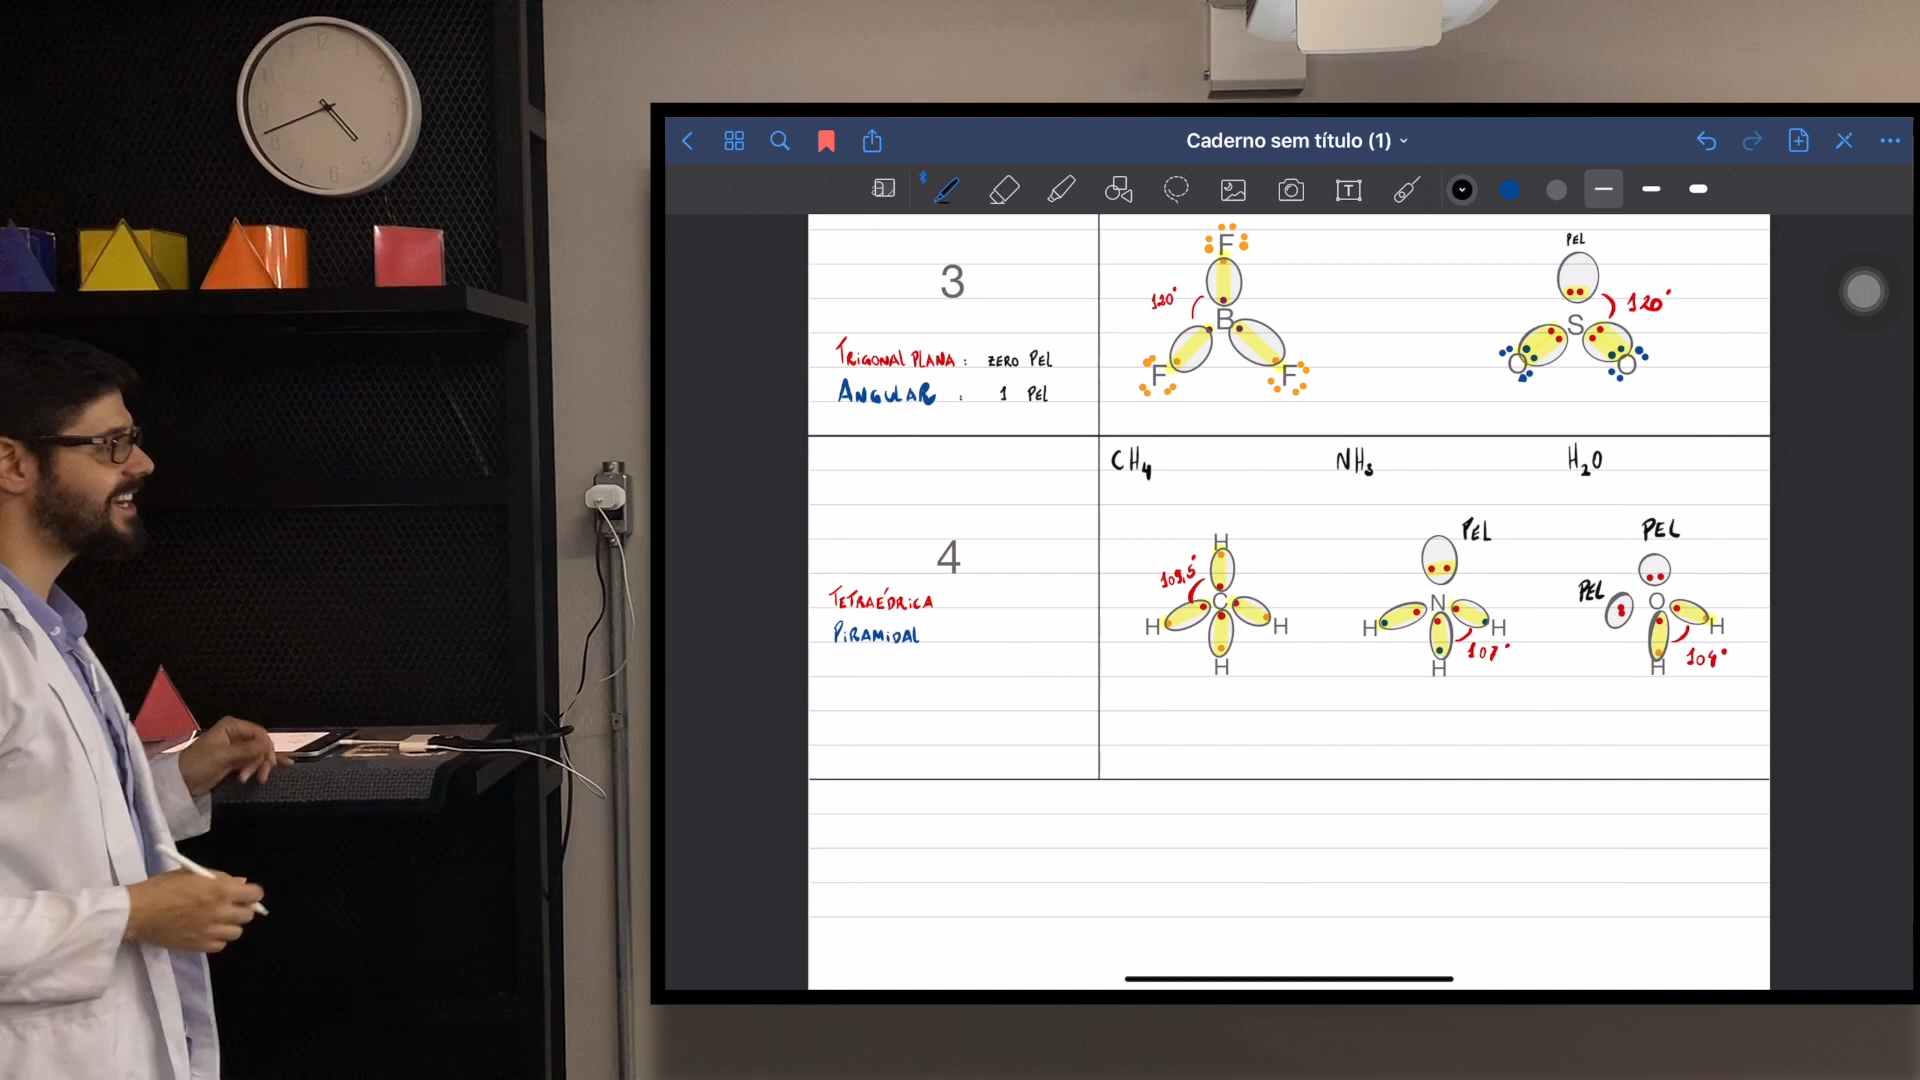 Caderno sem título (1)
3
TRIGONAL PLANA : ZERO PEL
ANGULAR : 1 PEL
F
120°
B
F
F
PEL
120°
S
O
O
4
TETRAÉDRICA
PIRAMIDAL
CH4
NH3
H2O
H
109,5°
C
H
H
H
PEL
N
H
H
107°
H
PEL
PEL
O
H
104°
H